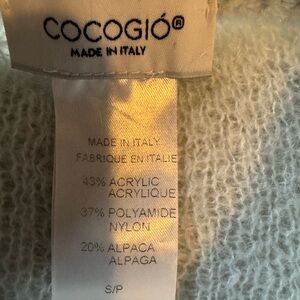 COCOGIÓ®
MADE IN ITALY
MADE IN ITALY
FABRIQUE EN ITALIE
43% ACRYLIC
ACRYLIQUE
37% POLYAMIDE
NYLON
20% ALPACA
ALPAGA
S/P